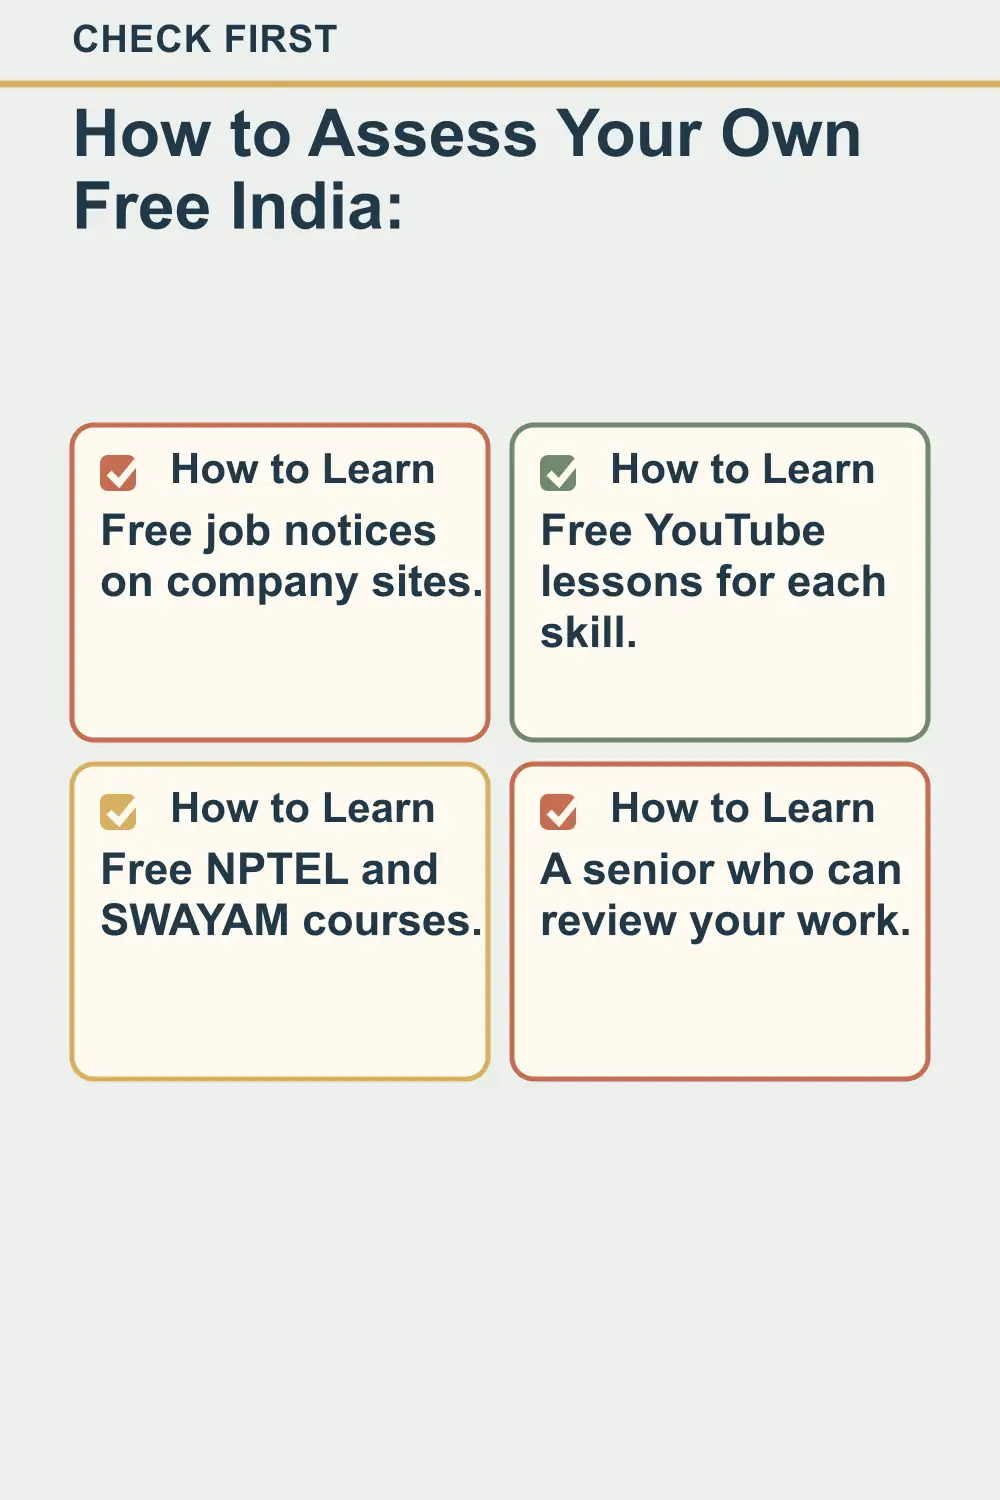 CHECK FIRST
How to Assess Your Own
Free India:
How to Learn
Free job notices
on company sites.
How to Learn
Free YouTube
lessons for each
skill.
How to Learn
Free NPTEL and
SWAYAM courses.
How to Learn
A senior who can
review your work.